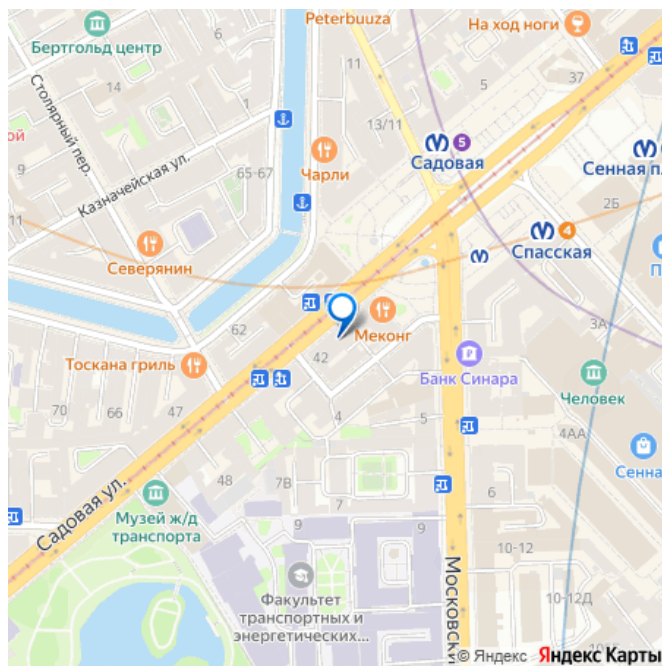 Peterbuuza
На ход ноги
Бертгольд центр
Столярный пер.
14
11
5
37
13/11
5
Садовая
Сенная пл
Чарли
65-67
9
Казначейская ул.
11
2Б
4
Спасская
Северянин
62
Меконг
3А
42
Тоскана гриль
Банк Синара
Человек
70
66
47
4
4АА
Сенна
48
7В
7
6
Музей ж/д
транспорта
9
9
10-12
Садовая ул.
Факультет
транспортных и
энергетических...
10-12Д
Московски
© Яндекс Яндекс Карты